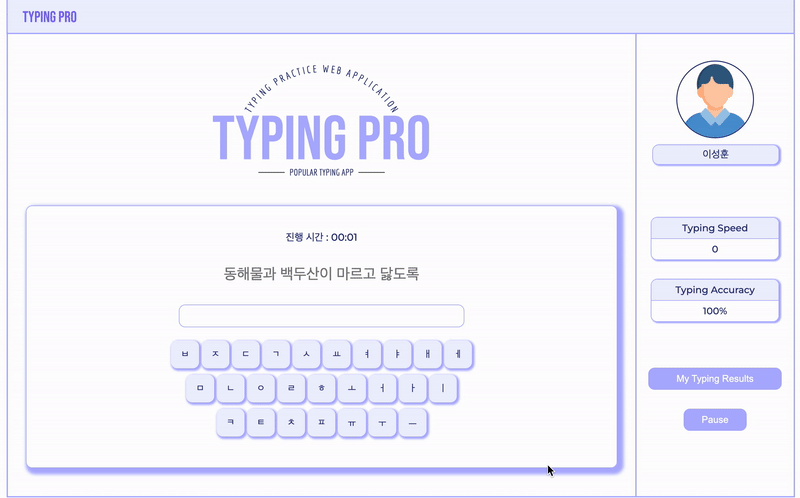 TYPING PRO
TYPING PRACTICE WEB APPLICATION
TYPING PRO
POPULAR TYPING APP
진행 시간 : 00:01
동해물과 백두산이 마르고 닳도록
ㅂ ㅈ ㄷ ㄱ ㅅ ㅛ ㅕ ㅑ ㅐ ㅔ
ㅁ ㄴ ㅇ ㄹ ㅎ ㅗ ㅓ ㅏ ㅣ
ㅋ ㅌ ㅊ ㅍ ㅠ ㅜ ㅡ
이성훈
Typing Speed
0
Typing Accuracy
100%
My Typing Results
Pause